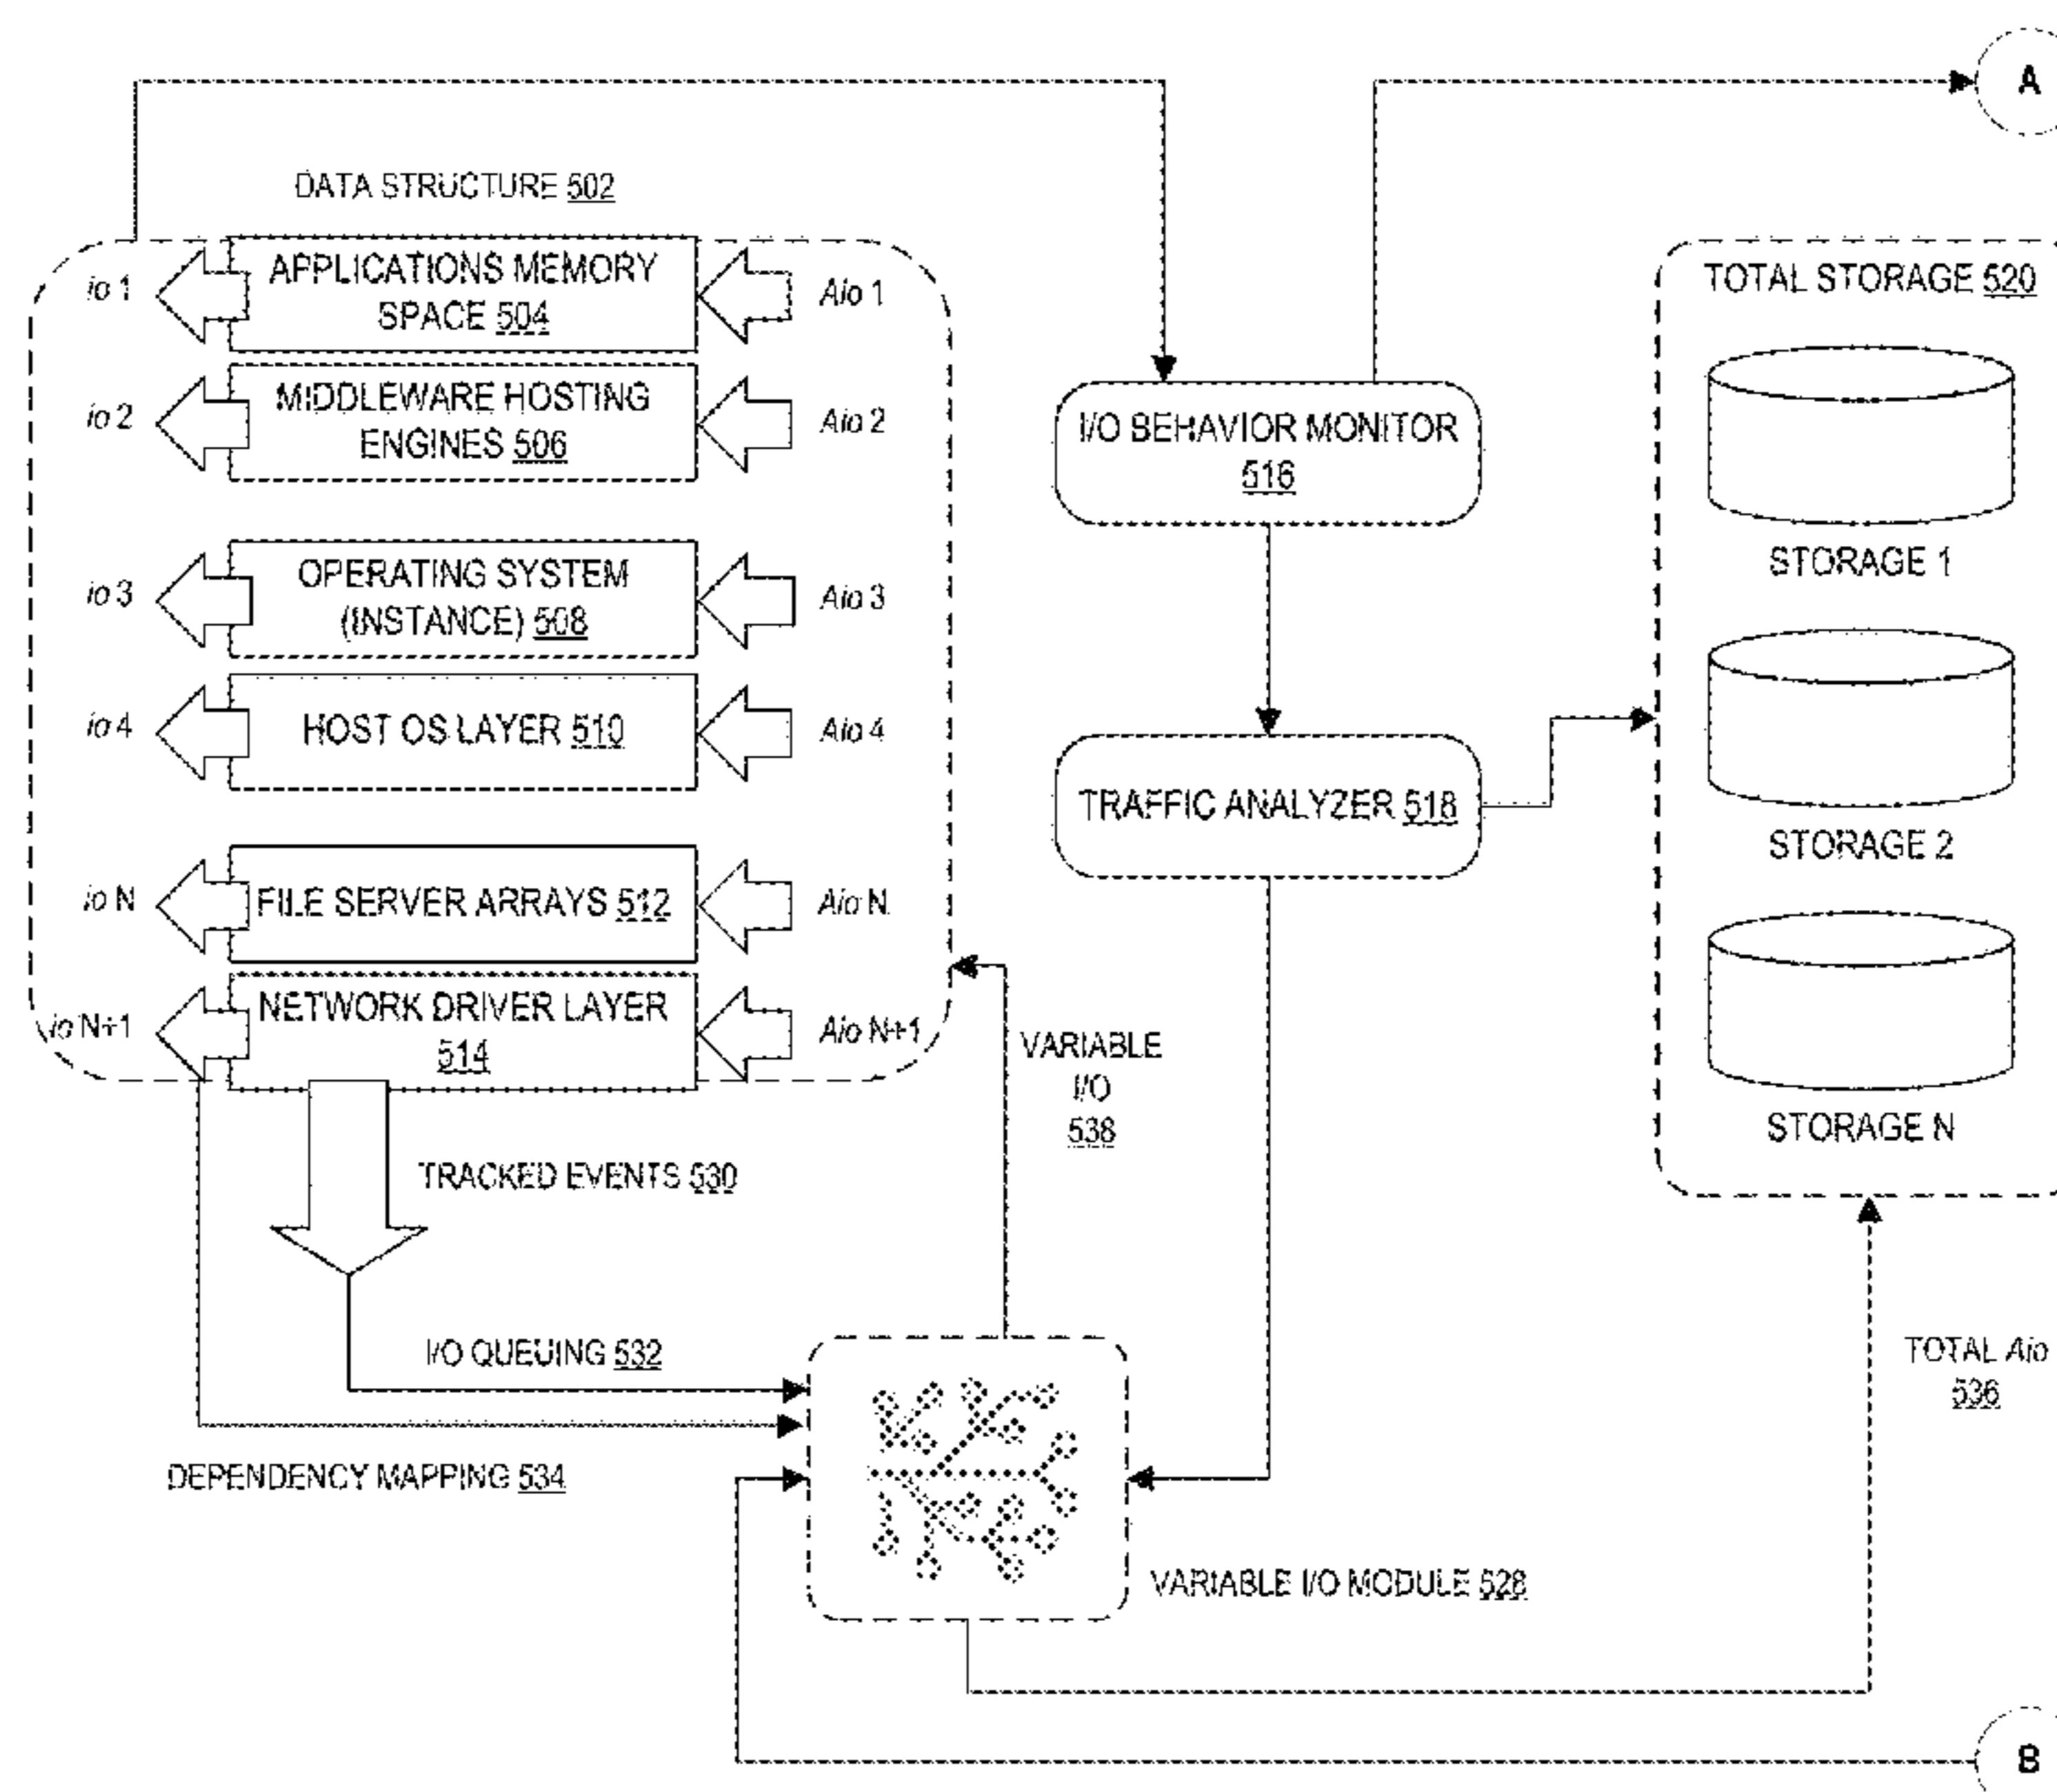 A
DATA STRUCTURE 502
io 1
APPLICATIONS MEMORY
SPACE 504
Aio 1
io 2
MIDDLEWARE HOSTING
ENGINES 506
Aio 2
io 3
OPERATING SYSTEM
(INSTANCE) 508
Aio 3
io 4
HOST OS LAYER 510
Aio 4
io N
FILE SERVER ARRAYS 512
Aio N
io N+1
NETWORK DRIVER LAYER
514
Aio N+1
I/O BEHAVIOR MONITOR
516
TRAFFIC ANALYZER 518
TOTAL STORAGE 520
STORAGE 1
STORAGE 2
STORAGE N
VARIABLE
I/O
538
TRACKED EVENTS 530
I/O QUEUING 532
DEPENDENCY MAPPING 534
VARIABLE I/O MODULE 528
TOTAL Aio
536
B